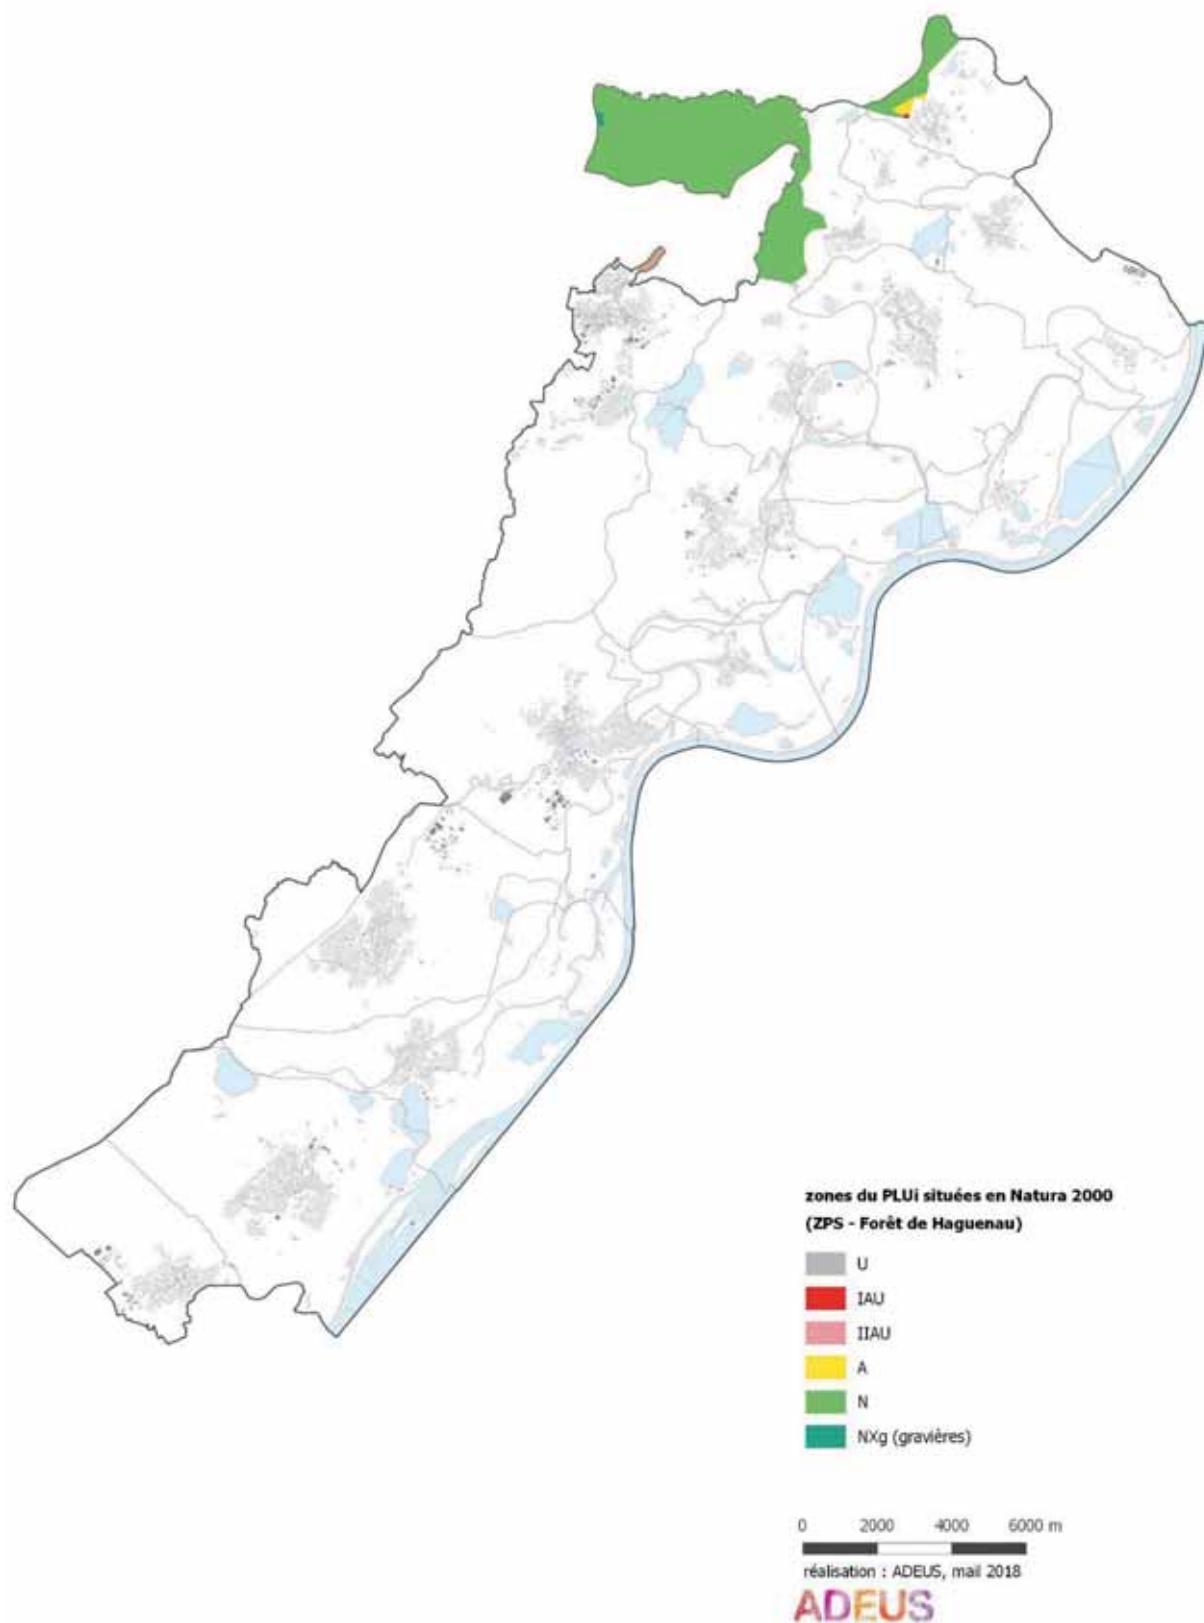 zones du PLUi situées en Natura 2000
(ZPS - Forêt de Haguenau)
U
IAU
IIAU
A
N
NXg (gravières)
0 2000 4000 6000 m
réalisation : ADEUS, mail 2018
ADEUS